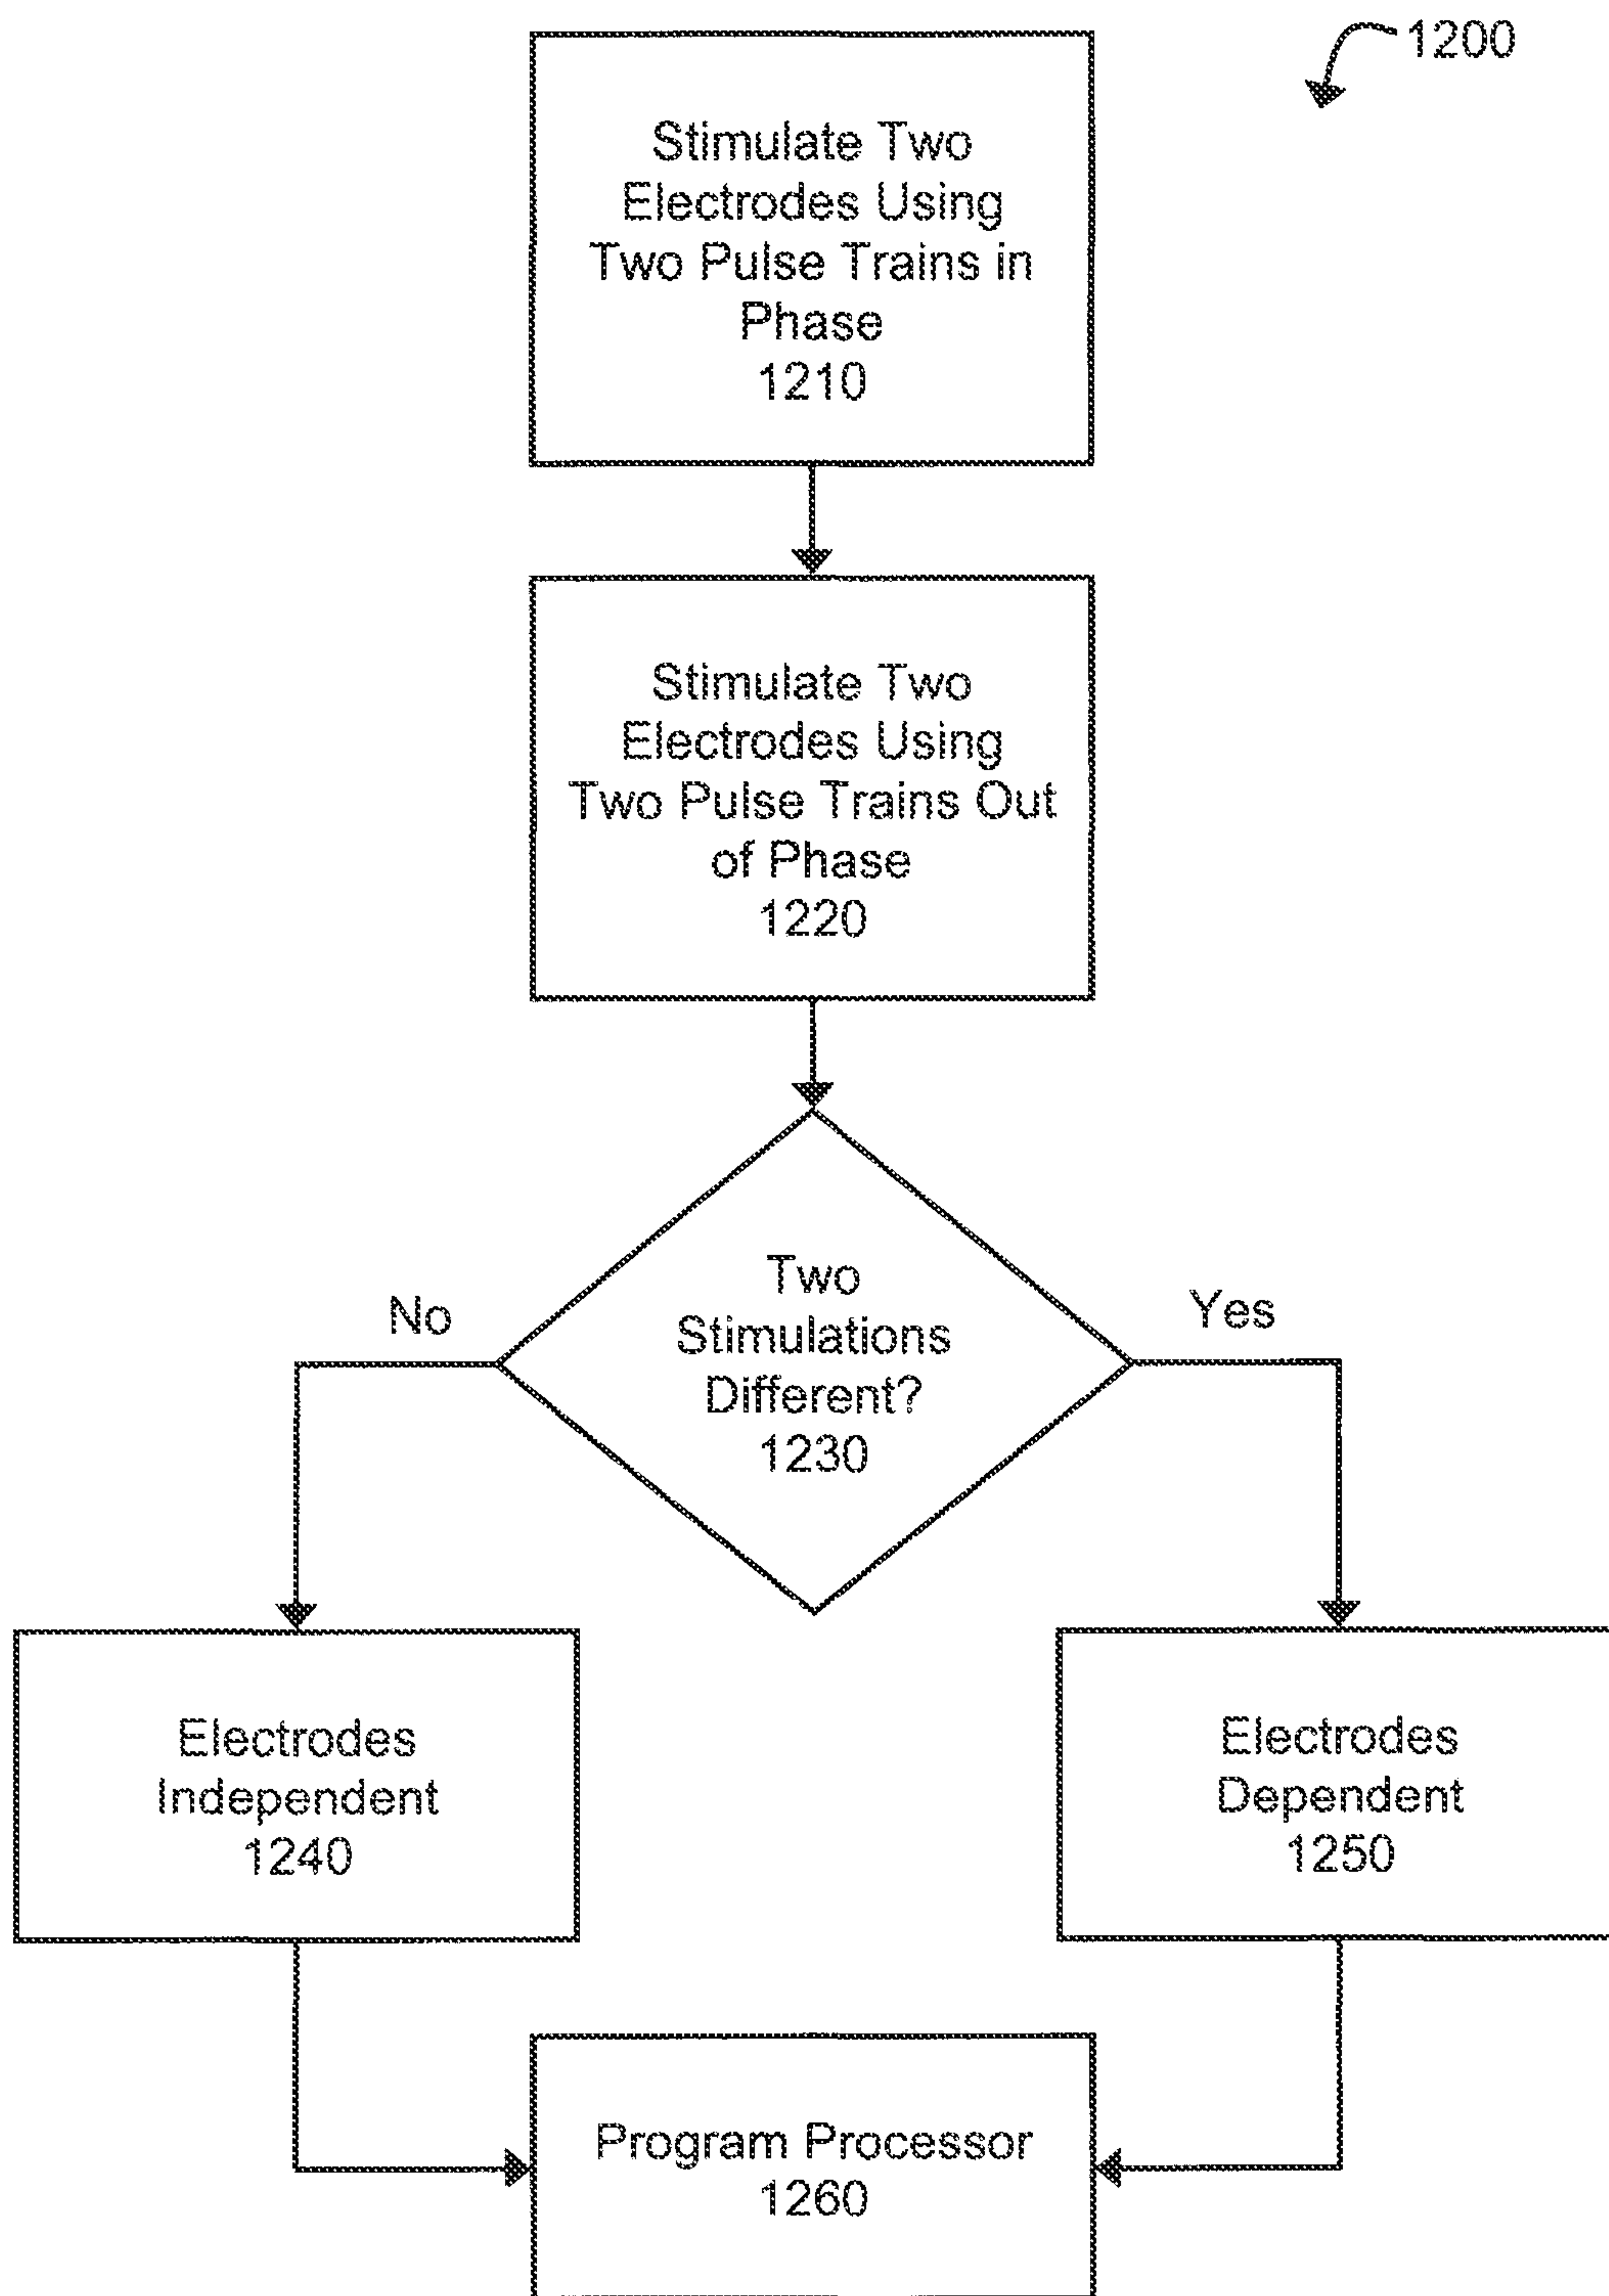 1200
Stimulate Two
Electrodes Using
Two Pulse Trains in
Phase
1210
Stimulate Two
Electrodes Using
Two Pulse Trains Out
of Phase
1220
Two
Stimulations
Different?
1230
No
Yes
Electrodes
Independent
1240
Electrodes
Dependent
1250
Program Processor
1260